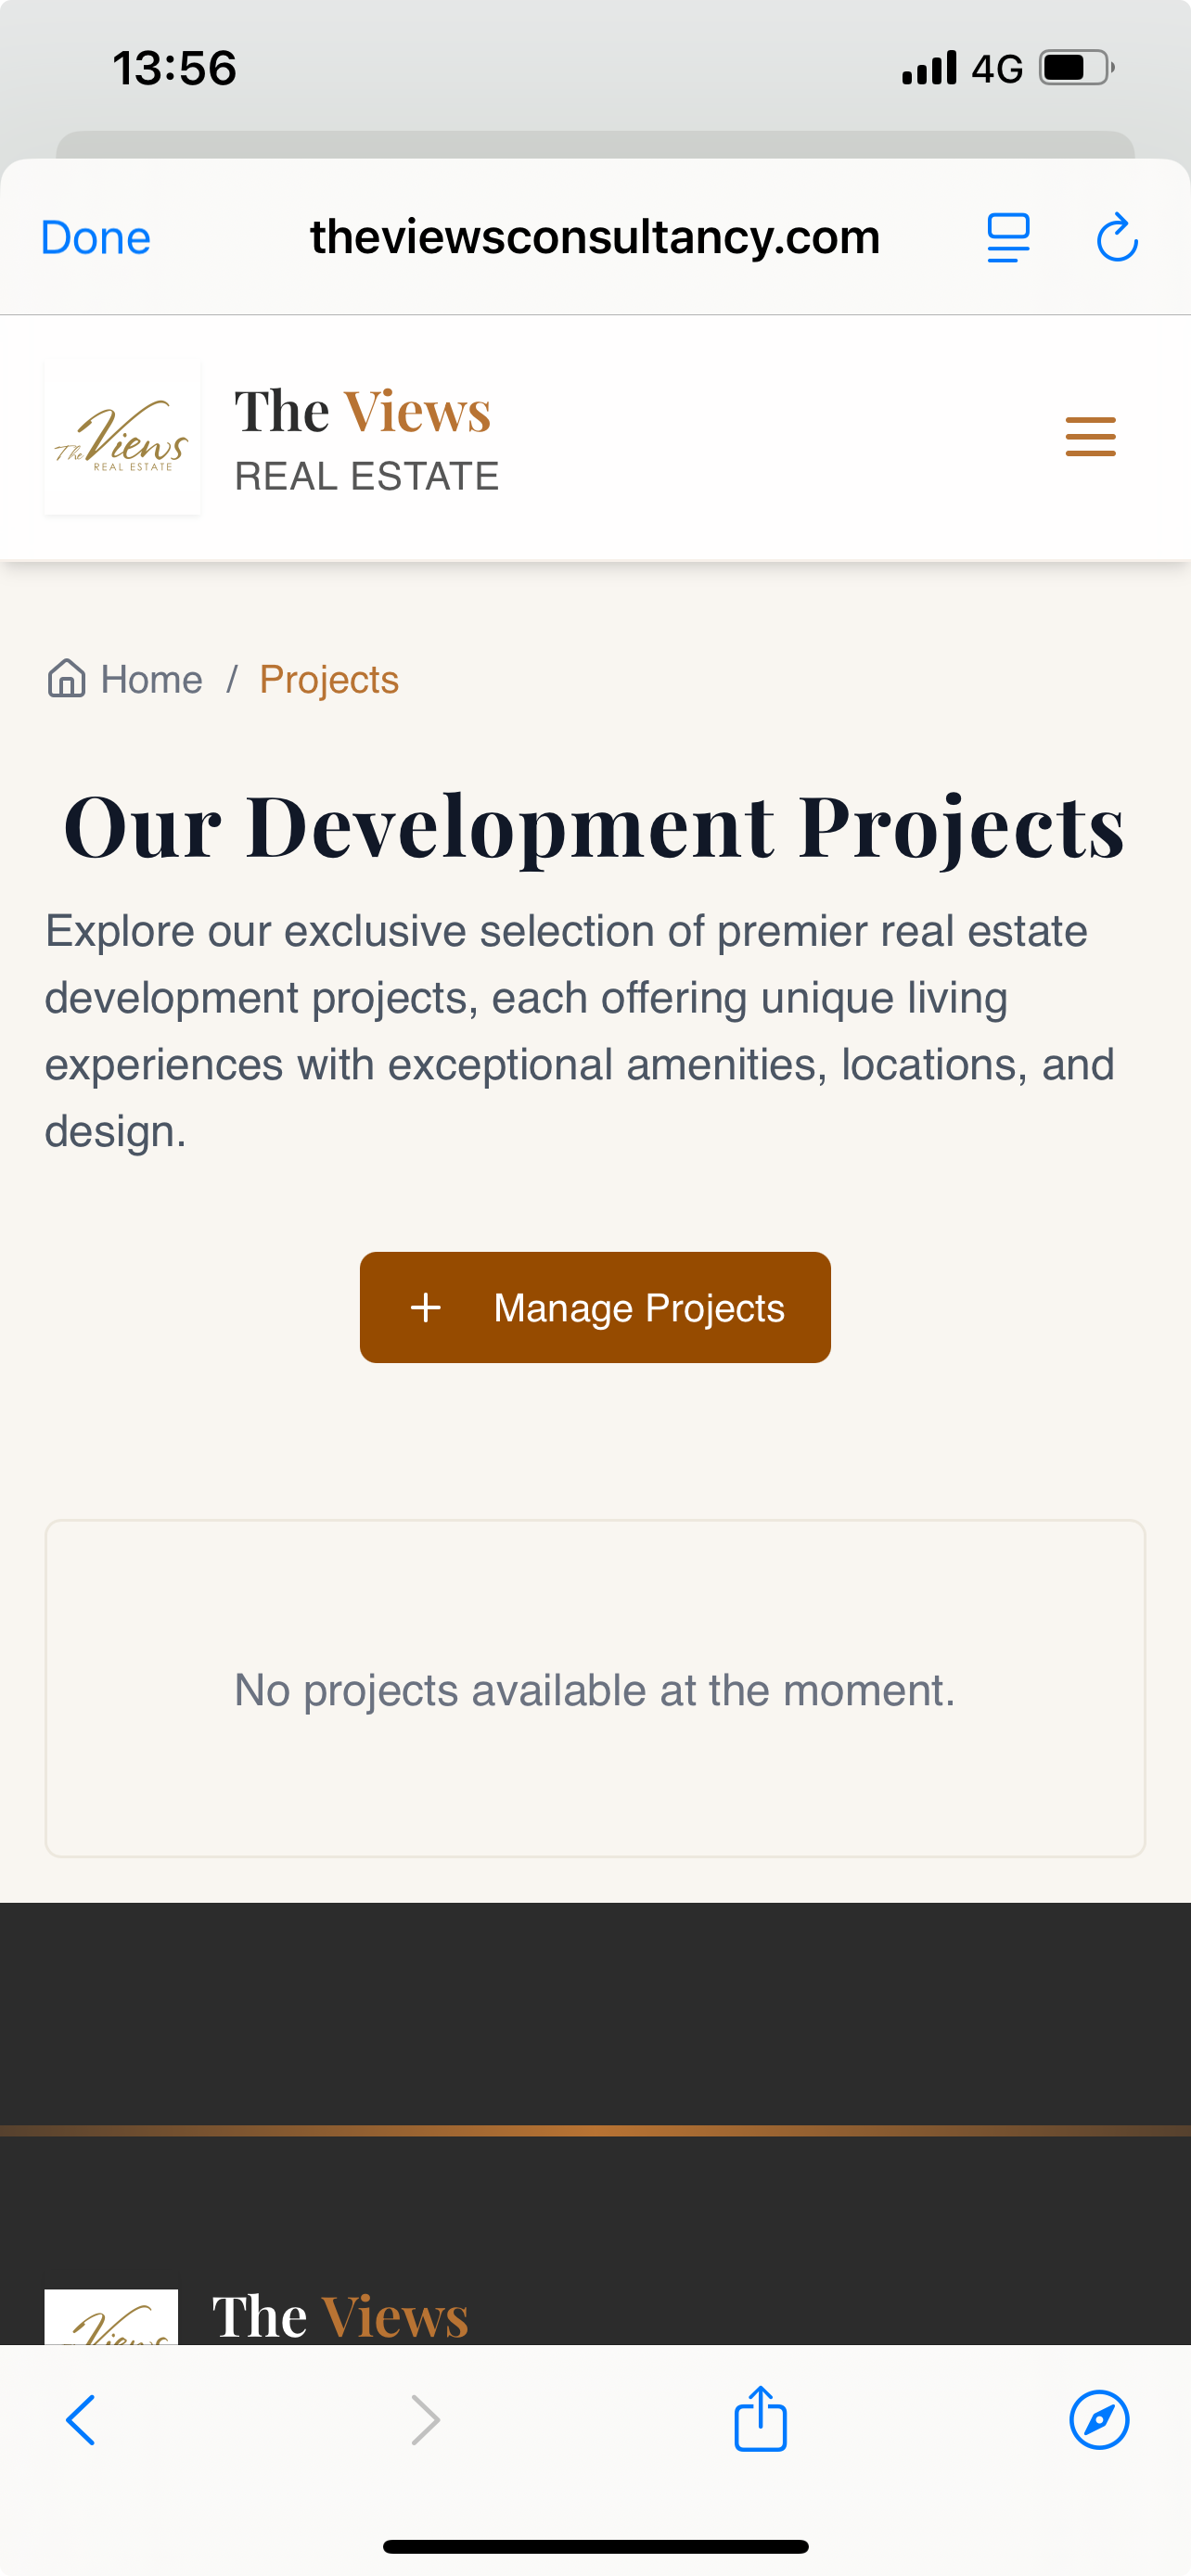 13:56
4G
Done
theviewsconsultancy.com
The Views
REAL ESTATE
The Views
REAL ESTATE
Home / Projects
Our Development Projects
Explore our exclusive selection of premier real estate
development projects, each offering unique living
experiences with exceptional amenities, locations, and
design.
+ Manage Projects
No projects available at the moment.
Views
The Views